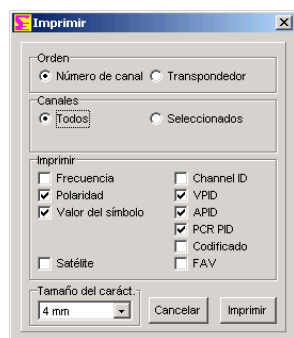 Imprimir
Orden
Número de canal Transpondedor
Canales
Todos Seleccionados
Imprimir
Frecuencia Channel ID
Polaridad VPID
Valor del símbolo APID
PCR PID
Codificado
Satélite FAV
Tamaño del caráct.
4 mm Cancelar Imprimir